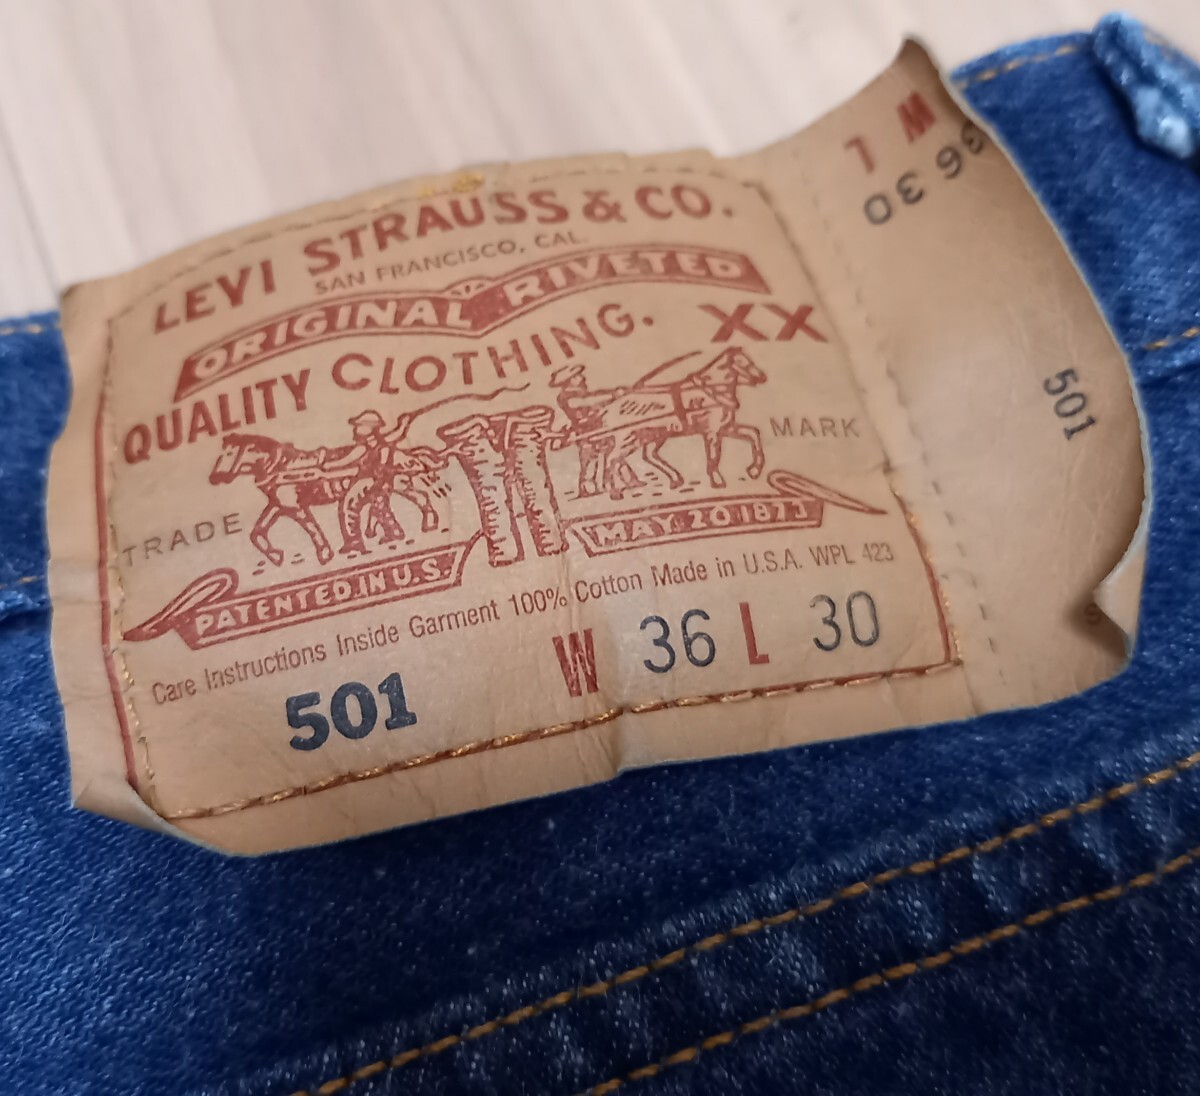 LEVI STRAUSS & CO.
SAN FRANCISCO, CAL.
ORIGINAL RIVETED
QUALITY CLOTHING. XX
TRADE MARK
PATENTED IN U.S. MAY 20 1873
Care Instructions Inside Garment 100% Cotton Made in U.S.A. WPL 423
501 W 36 L 30
W L
36 30
501